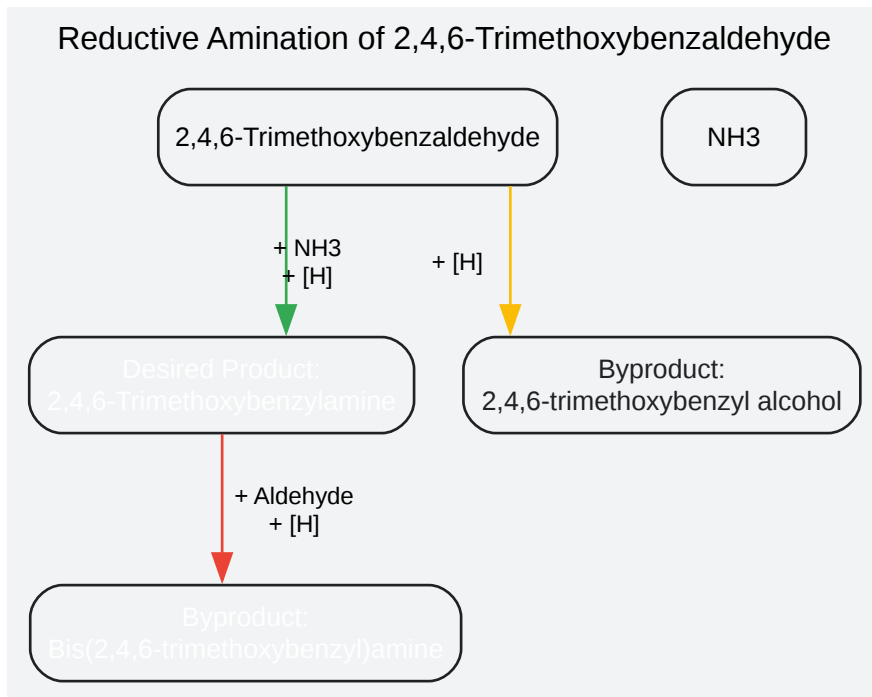 Reductive Amination of 2,4,6-Trimethoxybenzaldehyde
2,4,6-Trimethoxybenzaldehyde
NH3
+ NH3
+ [H]
+ [H]
Desired Product:
2,4,6-Trimethoxybenzylamine
Byproduct:
2,4,6-trimethoxybenzyl alcohol
+ Aldehyde
+ [H]
Byproduct:
Bis(2,4,6-trimethoxybenzyl)amine